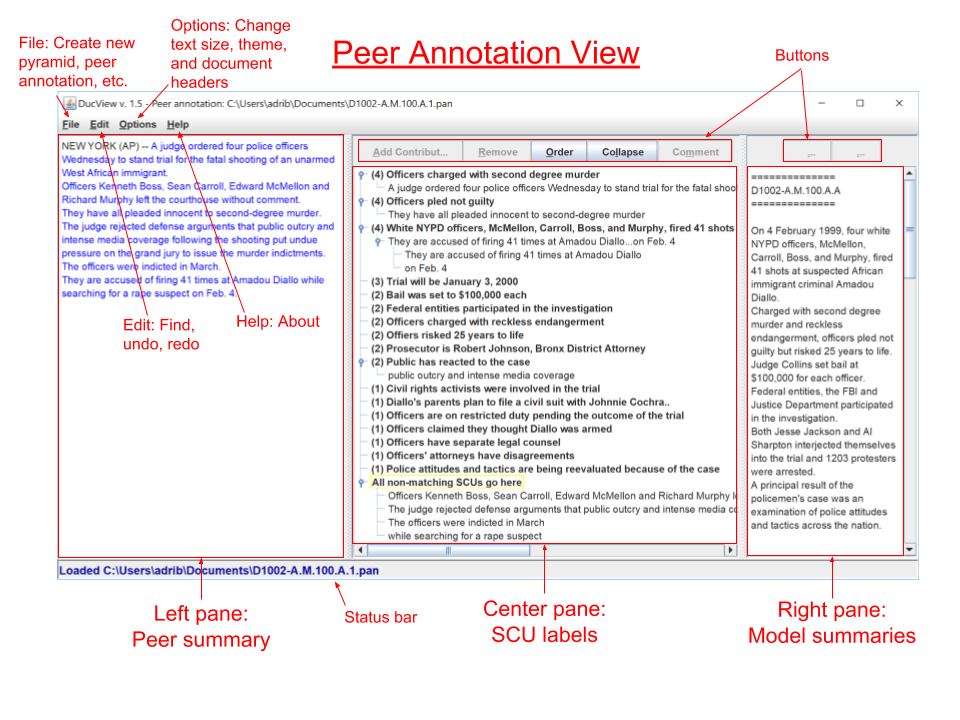 Peer Annotation View
File: Create new
pyramid, peer
annotation, etc.
Options: Change
text size, theme,
and document
headers
Buttons
DucView v. 1.5 - Peer annotation: C:\Users\adrib\Documents\D1002-A.M.100.A.1.pan
File Edit Options Help
NEW YORK (AP) -- A judge ordered four police officers
Wednesday to stand trial for the fatal shooting of an unarmed
West African immigrant.
Officers Kenneth Boss, Sean Carroll, Edward McMellon and
Richard Murphy left the courthouse without comment.
They have all pleaded innocent to second-degree murder.
The judge rejected defense arguments that public outcry and
intense media coverage following the shooting put undue
pressure on the grand jury to issue the murder indictments.
The officers were indicted in March.
They are accused of firing 41 times at Amadou Diallo while
searching for a rape suspect on Feb. 4.
Edit: Find,
undo, redo
Help: About
Add Contribut... Remove Order Collapse Comment
(4) Officers charged with second degree murder
A judge ordered four police officers Wednesday to stand trial for the fatal shoo
(4) Officers pled not guilty
They have all pleaded innocent to second-degree murder
(4) White NYPD officers, McMellon, Carroll, Boss, and Murphy, fired 41 shots
They are accused of firing 41 times at Amadou Diallo...on Feb. 4
They are accused of firing 41 times at Amadou Diallo
on Feb. 4
(3) Trial will be January 3, 2000
(2) Bail was set to $100,000 each
(2) Federal entities participated in the investigation
(2) Officers charged with reckless endangerment
(2) Offiers risked 25 years to life
(2) Prosecutor is Robert Johnson, Bronx District Attorney
(2) Public has reacted to the case
public outcry and intense media coverage
(1) Civil rights activists were involved in the trial
(1) Diallo's parents plan to file a civil suit with Johnnie Cochra..
(1) Officers are on restricted duty pending the outcome of the trial
(1) Officers claimed they thought Diallo was armed
(1) Officers have separate legal counsel
(1) Officers' attorneys have disagreements
(1) Police attitudes and tactics are being reevaluated because of the case
All non-matching SCUs go here
Officers Kenneth Boss, Sean Carroll, Edward McMellon and Richard Murphy l
The judge rejected defense arguments that public outcry and intense media co
The officers were indicted in March
while searching for a rape suspect
==============
D1002-A.M.100.A.A
==============
On 4 February 1999, four white
NYPD officers, McMellon,
Carroll, Boss, and Murphy, fired
41 shots at suspected African
immigrant criminal Amadou
Diallo.
Charged with second degree
murder and reckless
endangerment, officers pled not
guilty but risked 25 years to life.
Judge Collins set bail at
$100,000 for each officer.
Federal entities, the FBI and
Justice Department participated
in the investigation.
Both Jesse Jackson and Al
Sharpton interjected themselves
into the trial and 1203 protesters
were arrested.
A principal result of the
policemen's case was an
examination of police attitudes
and tactics across the nation.
Loaded C:\Users\adrib\Documents\D1002-A.M.100.A.1.pan
Left pane:
Peer summary
Status bar
Center pane:
SCU labels
Right pane:
Model summaries